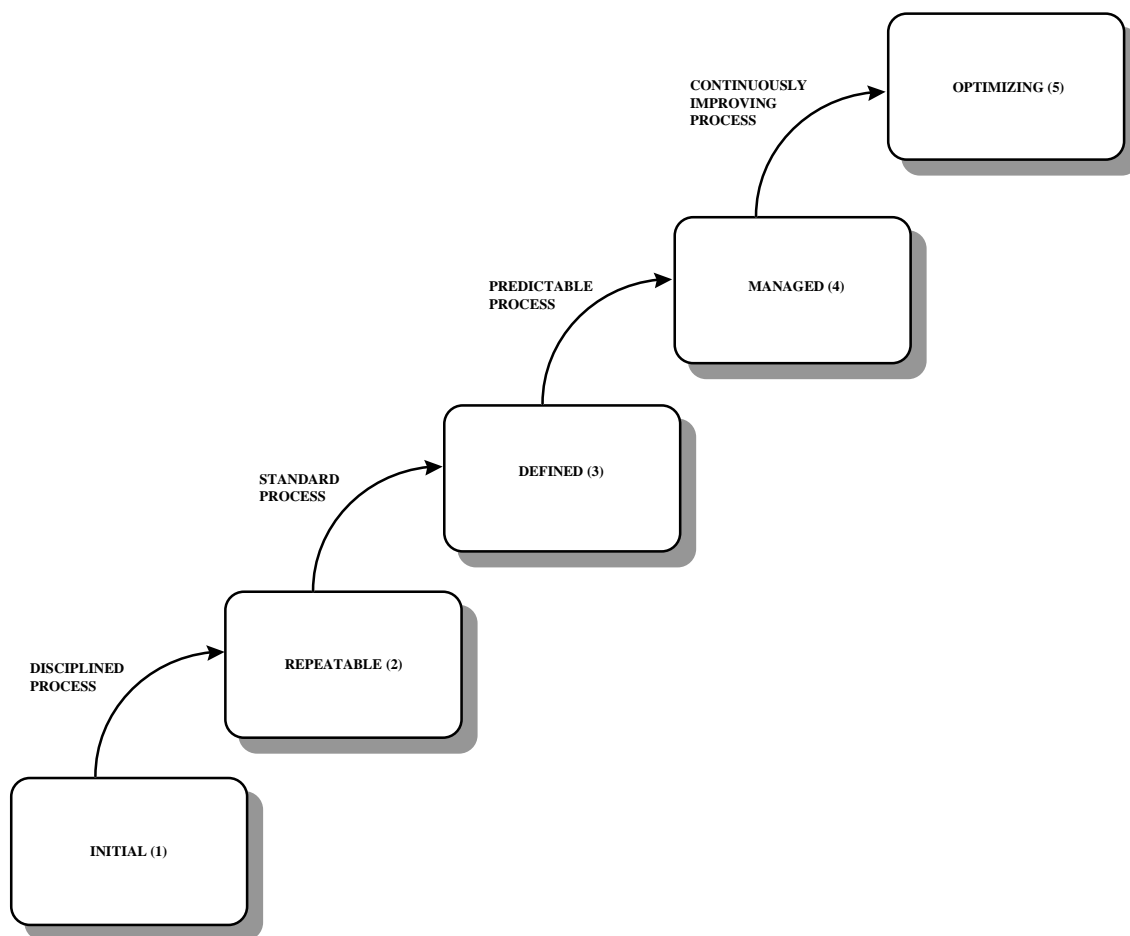 CONTINUOUSLY
IMPROVING
PROCESS
OPTIMIZING (5)
PREDICTABLE
PROCESS
MANAGED (4)
STANDARD
PROCESS
DEFINED (3)
DISCIPLINED
PROCESS
REPEATABLE (2)
INITIAL (1)